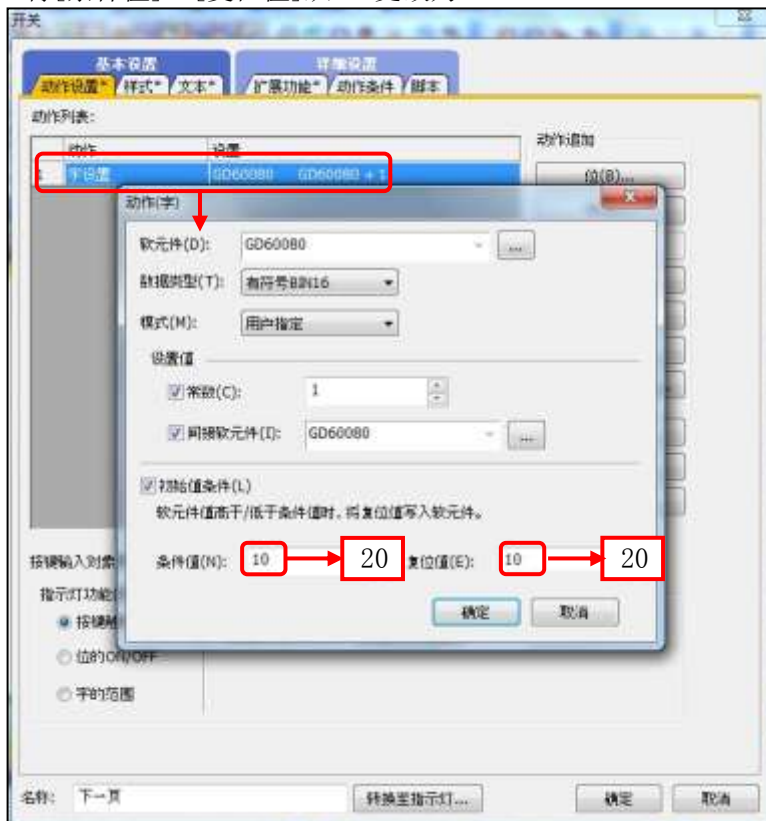 开关
基本设置 详细设置
动作设置* 样式* 文本* 扩展功能* 动作条件 脚本
动作列表:
动作 设置
动作追加
1 字设置 GD60080 GD60080 + 1
位(B)...
动作(字)
软元件(D): GD60080 ...
数据类型(T): 有符号BIN16
模式(M): 用户指定
设置值
常数(C): 1
间接软元件(I): GD60080 ...
初始值条件(L)
软元件值高于/低于条件值时，将复位值写入软元件。
条件值(N): 10 20 复位值(E): 10 20
确定 取消
按键输入对象
指示灯功能(
按键触
位的ON/OFF
字的范围
名称: 下一页 转换至指示灯... 确定 取消